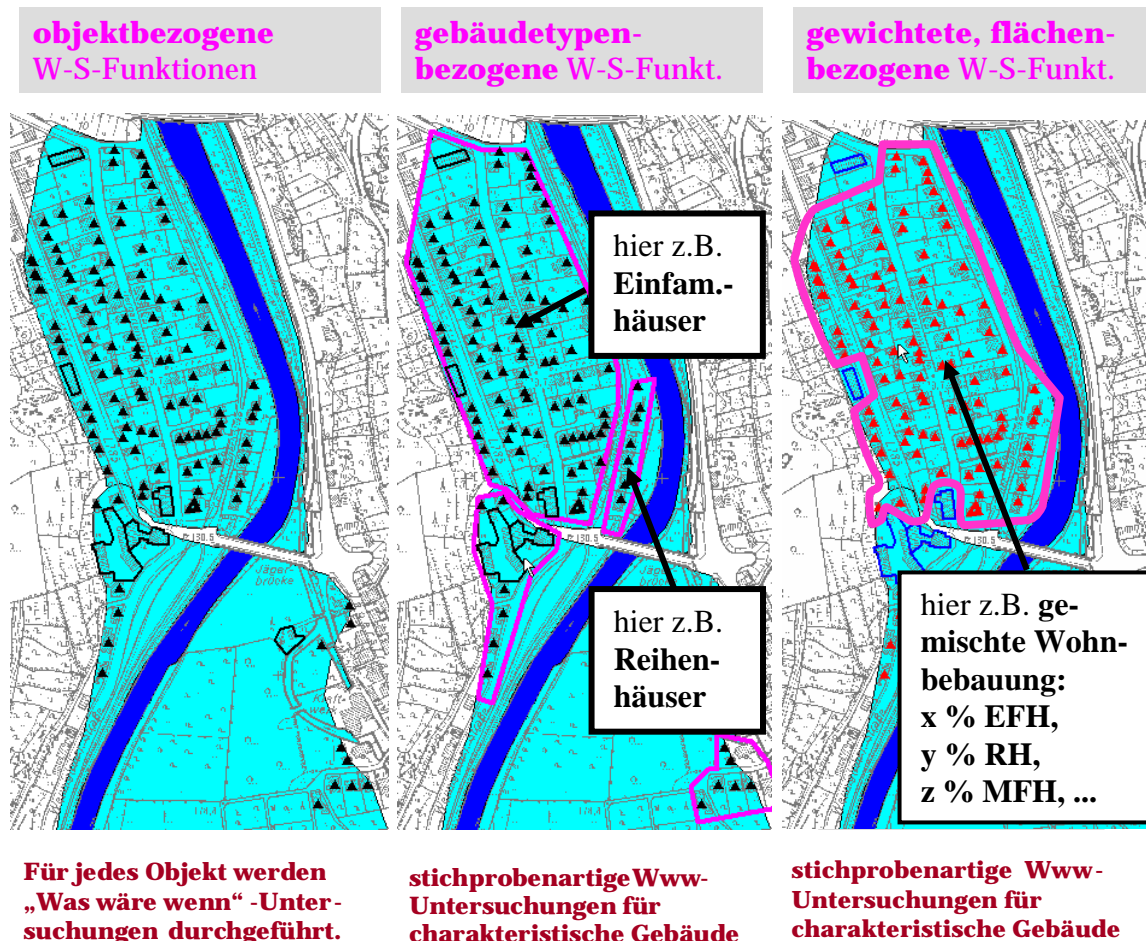 objektbezogene
W-S-Funktionen
gebäudetypen-
bezogene W-S-Funkt.
gewichtete, flächen-
bezogene W-S-Funkt.
hier z.B.
Einfam.-
häuser
hier z.B.
Reihen-
häuser
hier z.B. ge-
mischte Wohn-
bebauung:
x % EFH,
y % RH,
z % MFH, ...
Jäger-
brücke
Für jedes Objekt werden
„Was wäre wenn“ -Unter-
suchungen durchgeführt.
stichprobenartige Www-
Untersuchungen für
charakteristische Gebäude
stichprobenartige Www-
Untersuchungen für
charakteristische Gebäude